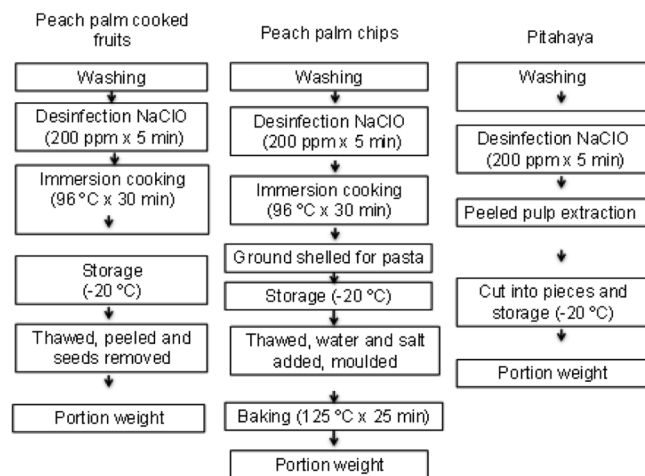 Peach palm cooked
fruits
Washing
Desinfection NaClO
(200 ppm x 5 min)
Immersion cooking
(96 °C x 30 min)
Storage
(-20 °C)
Thawed, peeled and
seeds removed
Portion weight
Peach palm chips
Washing
Desinfection NaClO
(200 ppm x 5 min)
Immersion cooking
(96 °C x 30 min)
Ground shelled for pasta
Storage (-20 °C)
Thawed, water and salt
added, moulded
Baking (125 °C x 25 min)
Portion weight
Pitahaya
Washing
Desinfection NaClO
(200 ppm x 5 min)
Peeled pulp extraction
Cut into pieces and
storage (-20 °C)
Portion weight